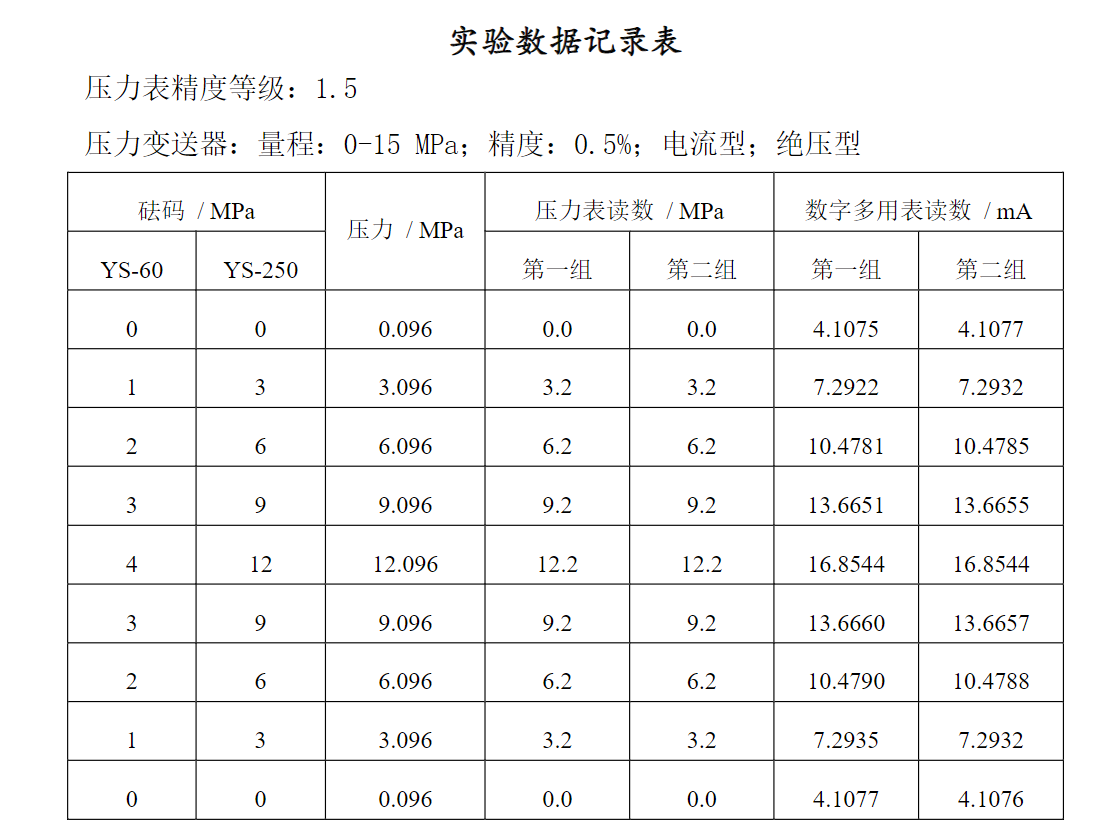 实验数据记录表
压力表精度等级：1.5
压力变送器：量程：0-15 MPa；精度：0.5%；电流型；绝压型
砝码 / MPa 压力 / MPa 压力表读数 / MPa 数字多用表读数 / mA
YS-60 YS-250 第一组 第二组 第一组 第二组
0 0 0.096 0.0 0.0 4.1075 4.1077
1 3 3.096 3.2 3.2 7.2922 7.2932
2 6 6.096 6.2 6.2 10.4781 10.4785
3 9 9.096 9.2 9.2 13.6651 13.6655
4 12 12.096 12.2 12.2 16.8544 16.8544
3 9 9.096 9.2 9.2 13.6660 13.6657
2 6 6.096 6.2 6.2 10.4790 10.4788
1 3 3.096 3.2 3.2 7.2935 7.2932
0 0 0.096 0.0 0.0 4.1077 4.1076